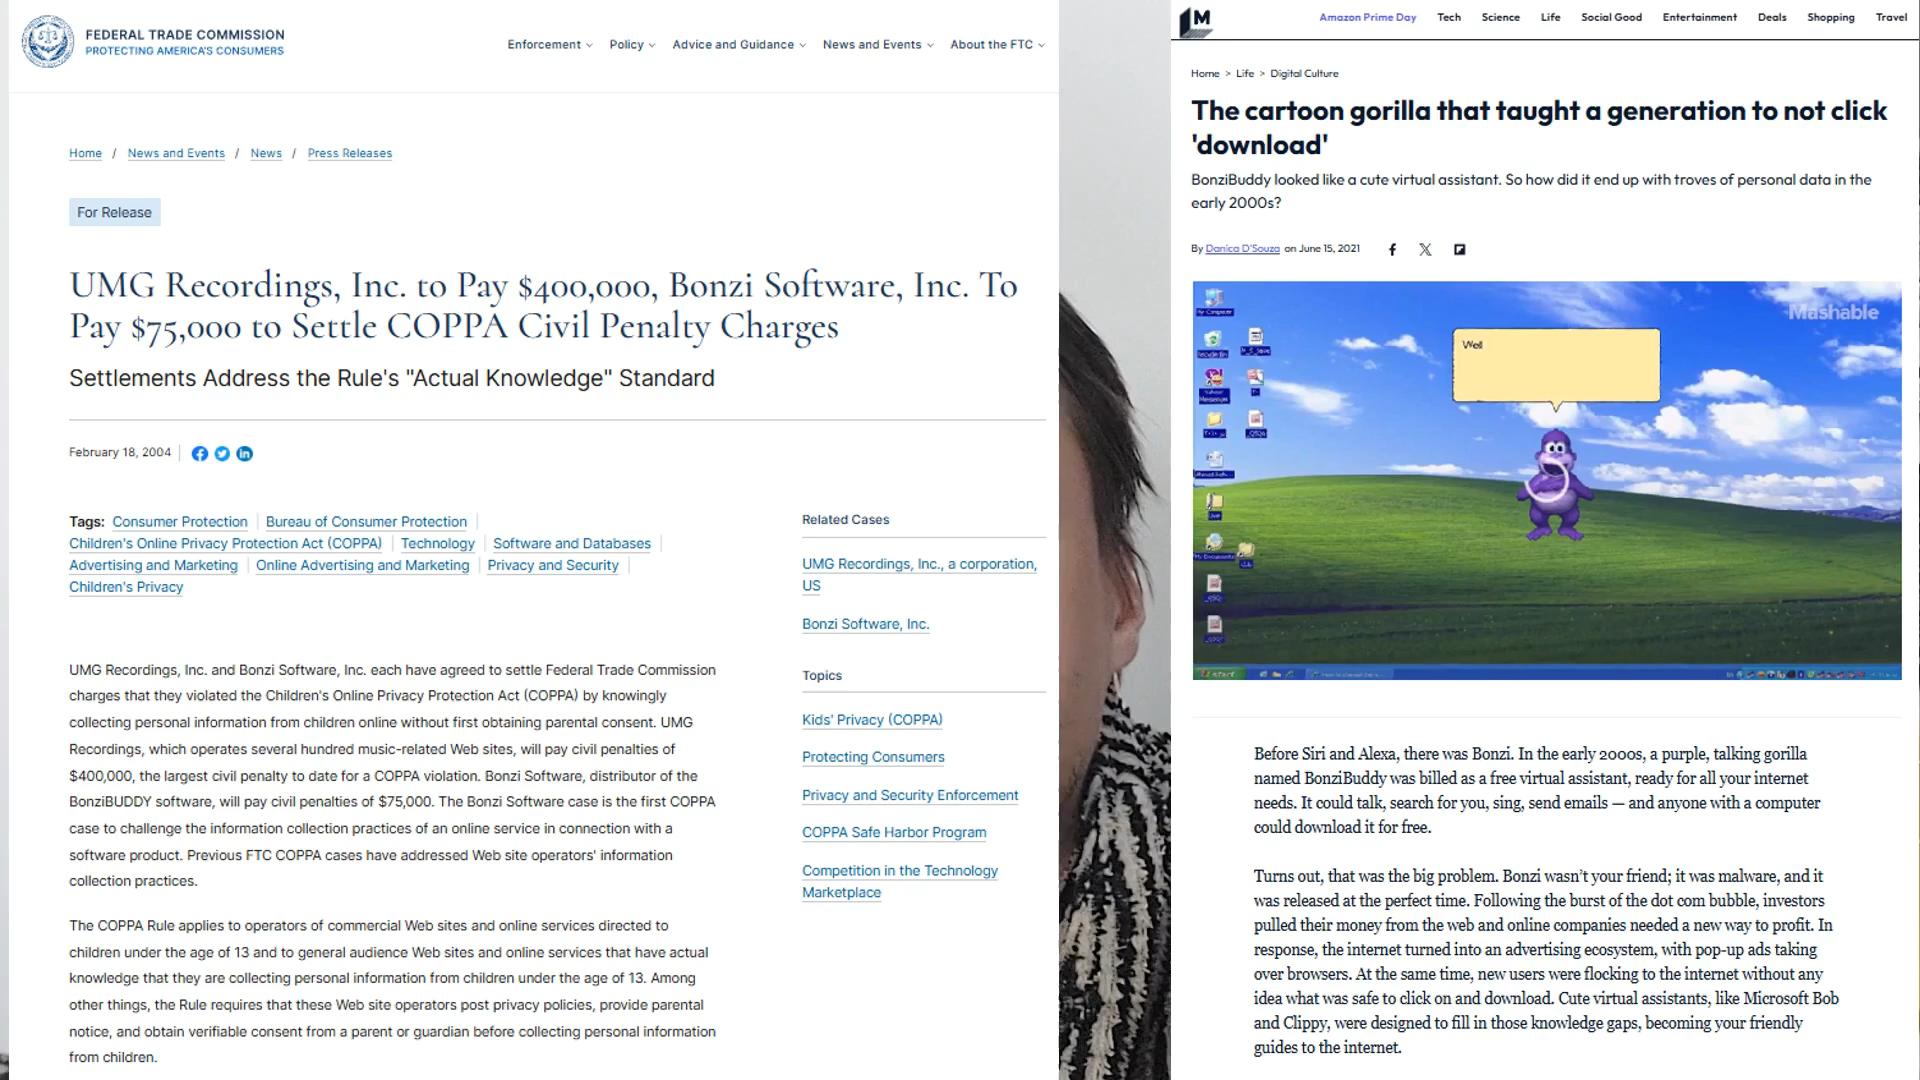 FEDERAL TRADE COMMISSION
PROTECTING AMERICA'S CONSUMERS
Enforcement
Policy
Advice and Guidance
News and Events
About the FTC
Home / News and Events / News / Press Releases
For Release
UMG Recordings, Inc. to Pay $400,000, Bonzi Software, Inc. To
Pay $75,000 to Settle COPPA Civil Penalty Charges
Settlements Address the Rule's "Actual Knowledge" Standard
February 18, 2004
Tags: Consumer Protection | Bureau of Consumer Protection |
Children's Online Privacy Protection Act (COPPA) | Technology | Software and Databases |
Advertising and Marketing | Online Advertising and Marketing | Privacy and Security |
Children's Privacy
UMG Recordings, Inc. and Bonzi Software, Inc. each have agreed to settle Federal Trade Commission
charges that they violated the Children's Online Privacy Protection Act (COPPA) by knowingly
collecting personal information from children online without first obtaining parental consent. UMG
Recordings, which operates several hundred music-related Web sites, will pay civil penalties of
$400,000, the largest civil penalty to date for a COPPA violation. Bonzi Software, distributor of the
BonziBUDDY software, will pay civil penalties of $75,000. The Bonzi Software case is the first COPPA
case to challenge the information collection practices of an online service in connection with a
software product. Previous FTC COPPA cases have addressed Web site operators' information
collection practices.
The COPPA Rule applies to operators of commercial Web sites and online services directed to
children under the age of 13 and to general audience Web sites and online services that have actual
knowledge that they are collecting personal information from children under the age of 13. Among
other things, the Rule requires that these Web site operators post privacy policies, provide parental
notice, and obtain verifiable consent from a parent or guardian before collecting personal information
from children.
Related Cases
UMG Recordings, Inc., a corporation,
US
Bonzi Software, Inc.
Topics
Kids' Privacy (COPPA)
Protecting Consumers
Privacy and Security Enforcement
COPPA Safe Harbor Program
Competition in the Technology
Marketplace
M
Amazon Prime Day
Tech
Science
Life
Social Good
Entertainment
Deals
Shopping
Travel
Home > Life > Digital Culture
The cartoon gorilla that taught a generation to not click
'download'
BonziBuddy looked like a cute virtual assistant. So how did it end up with troves of personal data in the
early 2000s?
By Danica D'Souza on June 15, 2021
Mashable
My Computer
Well
start
Before Siri and Alexa, there was Bonzi. In the early 2000s, a purple, talking gorilla
named BonziBuddy was billed as a free virtual assistant, ready for all your internet
needs. It could talk, search for you, sing, send emails — and anyone with a computer
could download it for free.
Turns out, that was the big problem. Bonzi wasn't your friend; it was malware, and it
was released at the perfect time. Following the burst of the dot com bubble, investors
pulled their money from the web and online companies needed a new way to profit. In
response, the internet turned into an advertising ecosystem, with pop-up ads taking
over browsers. At the same time, new users were flocking to the internet without any
idea what was safe to click on and download. Cute virtual assistants, like Microsoft Bob
and Clippy, were designed to fill in those knowledge gaps, becoming your friendly
guides to the internet.